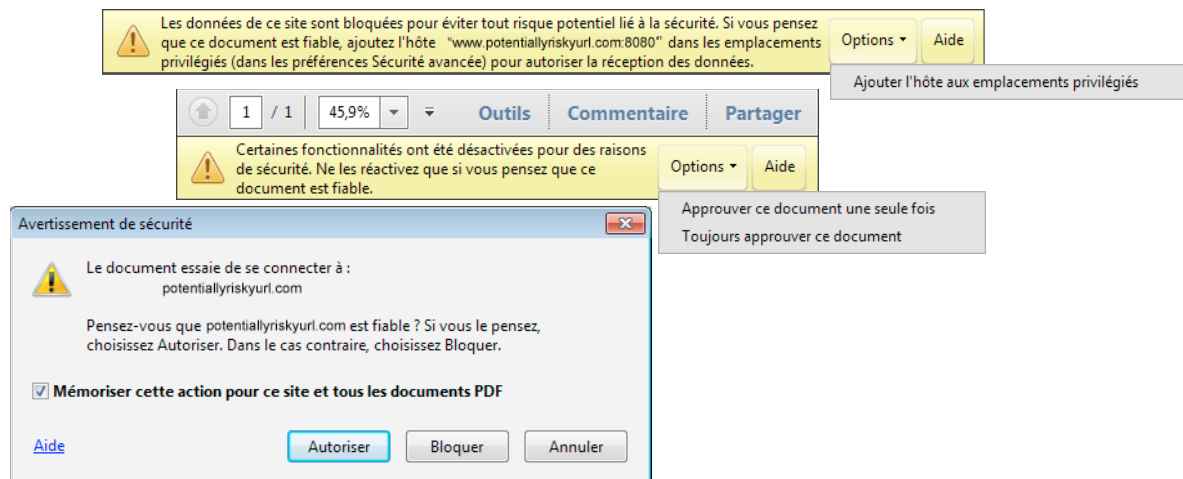 Les données de ce site sont bloquées pour éviter tout risque potentiel lié à la sécurité. Si vous pensez
que ce document est fiable, ajoutez l'hôte "www.potentiallyriskyurl.com:8080" dans les emplacements
privilégiés (dans les préférences Sécurité avancée) pour autoriser la réception des données.
Options
Aide
Ajouter l'hôte aux emplacements privilégiés
1 / 1
45,9%
Outils
Commentaire
Partager
Certaines fonctionnalités ont été désactivées pour des raisons
de sécurité. Ne les réactivez que si vous pensez que ce
document est fiable.
Options
Aide
Approuver ce document une seule fois
Toujours approuver ce document
Avertissement de sécurité
Le document essaie de se connecter à :
potentiallyriskyurl.com
Pensez-vous que potentiallyriskyurl.com est fiable ? Si vous le pensez,
choisissez Autoriser. Dans le cas contraire, choisissez Bloquer.
Mémoriser cette action pour ce site et tous les documents PDF
Aide
Autoriser
Bloquer
Annuler